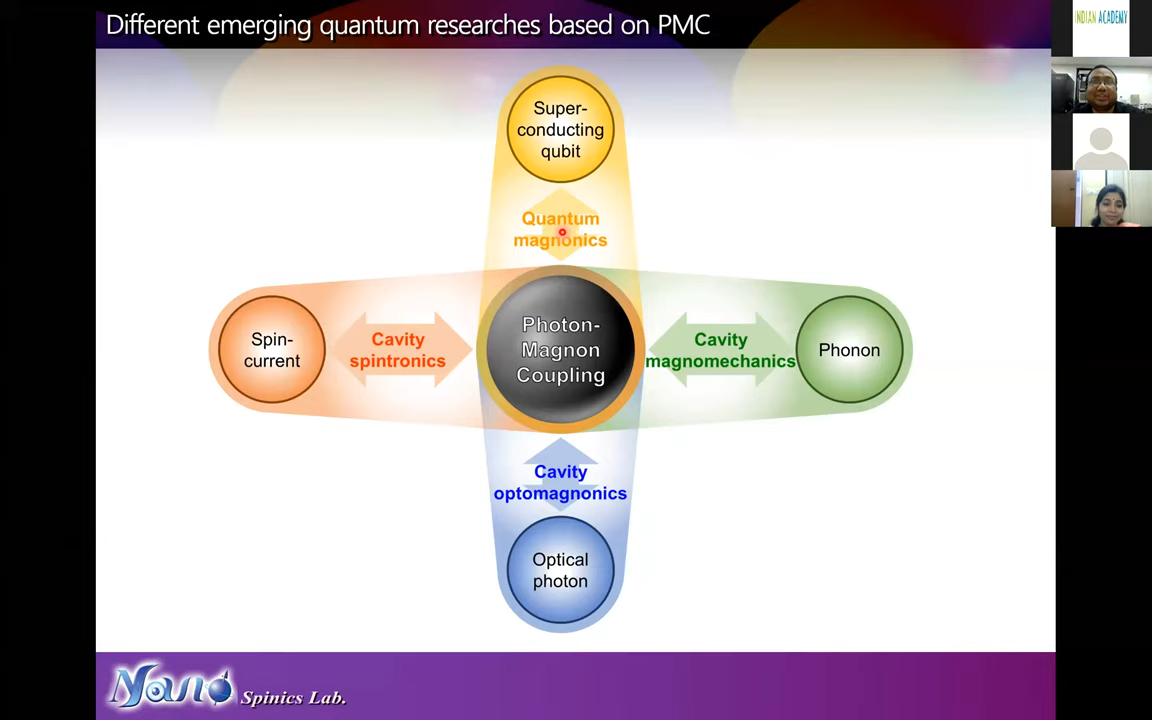 Different emerging quantum researches based on PMC
INDIAN ACADEMY
Super-
conducting
qubit
Quantum
magnonics
Spin-
current
Cavity
spintronics
Photon-
Magnon
Coupling
Cavity
magnomechanics
Phonon
Cavity
optomagnonics
Optical
photon
Nano
Spinics Lab.